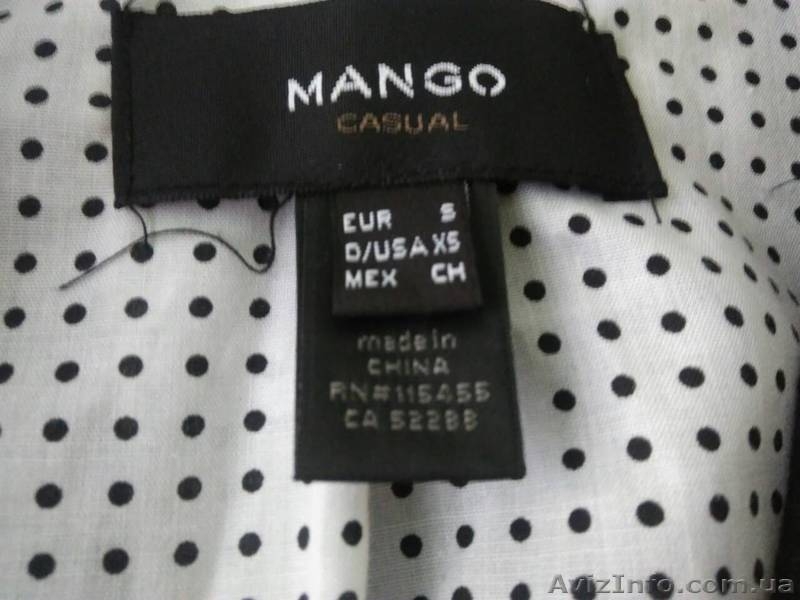 MANGO
CASUAL
EUR S
D/USA XS
MEX CH
made in
CHINA
RN#115455
CA 52288
AvizInfo.com.ua